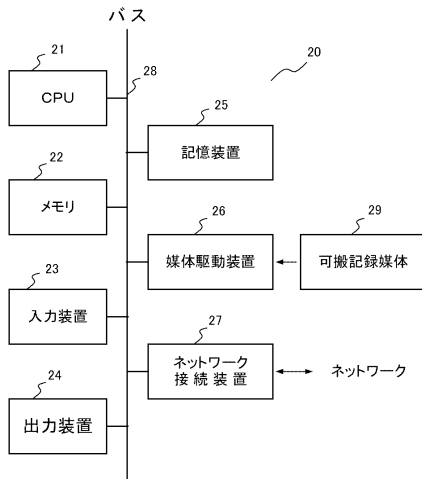 バス
21
28
20
CPU
25
記憶装置
22
メモリ
26
29
媒体駆動装置
可搬記録媒体
23
入力装置
27
ネットワーク
接続装置
ネットワーク
24
出力装置